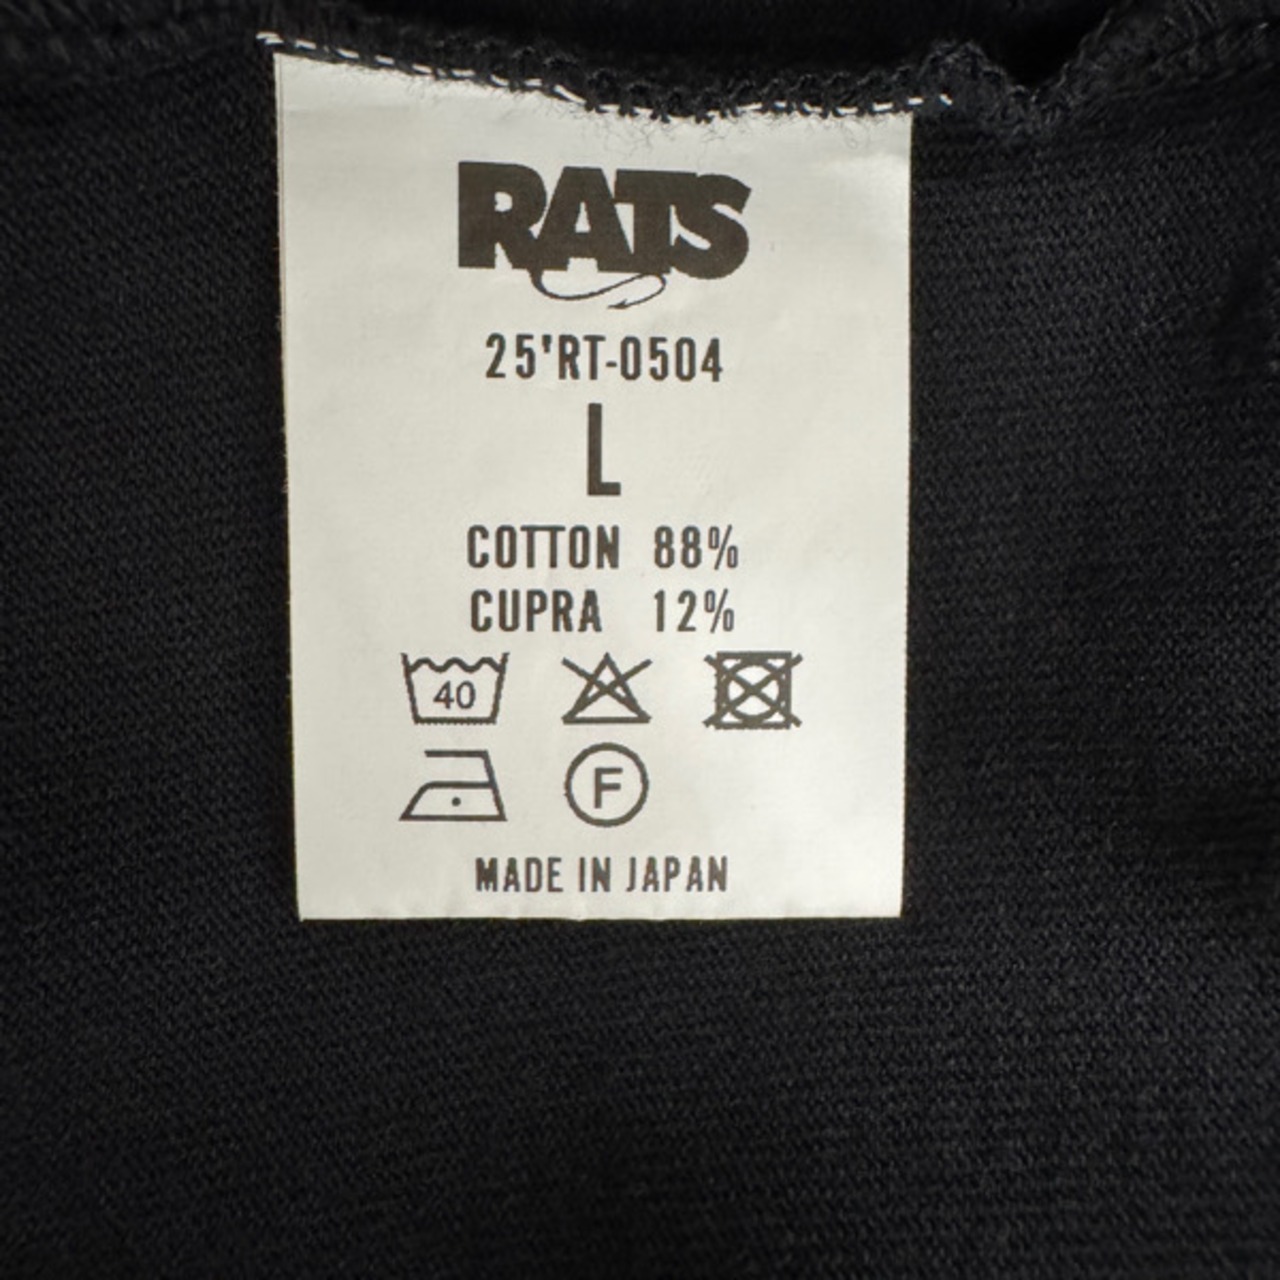 RATS
25'RT-0504
L
COTTON 88%
CUPRA 12%
40
F
MADE IN JAPAN